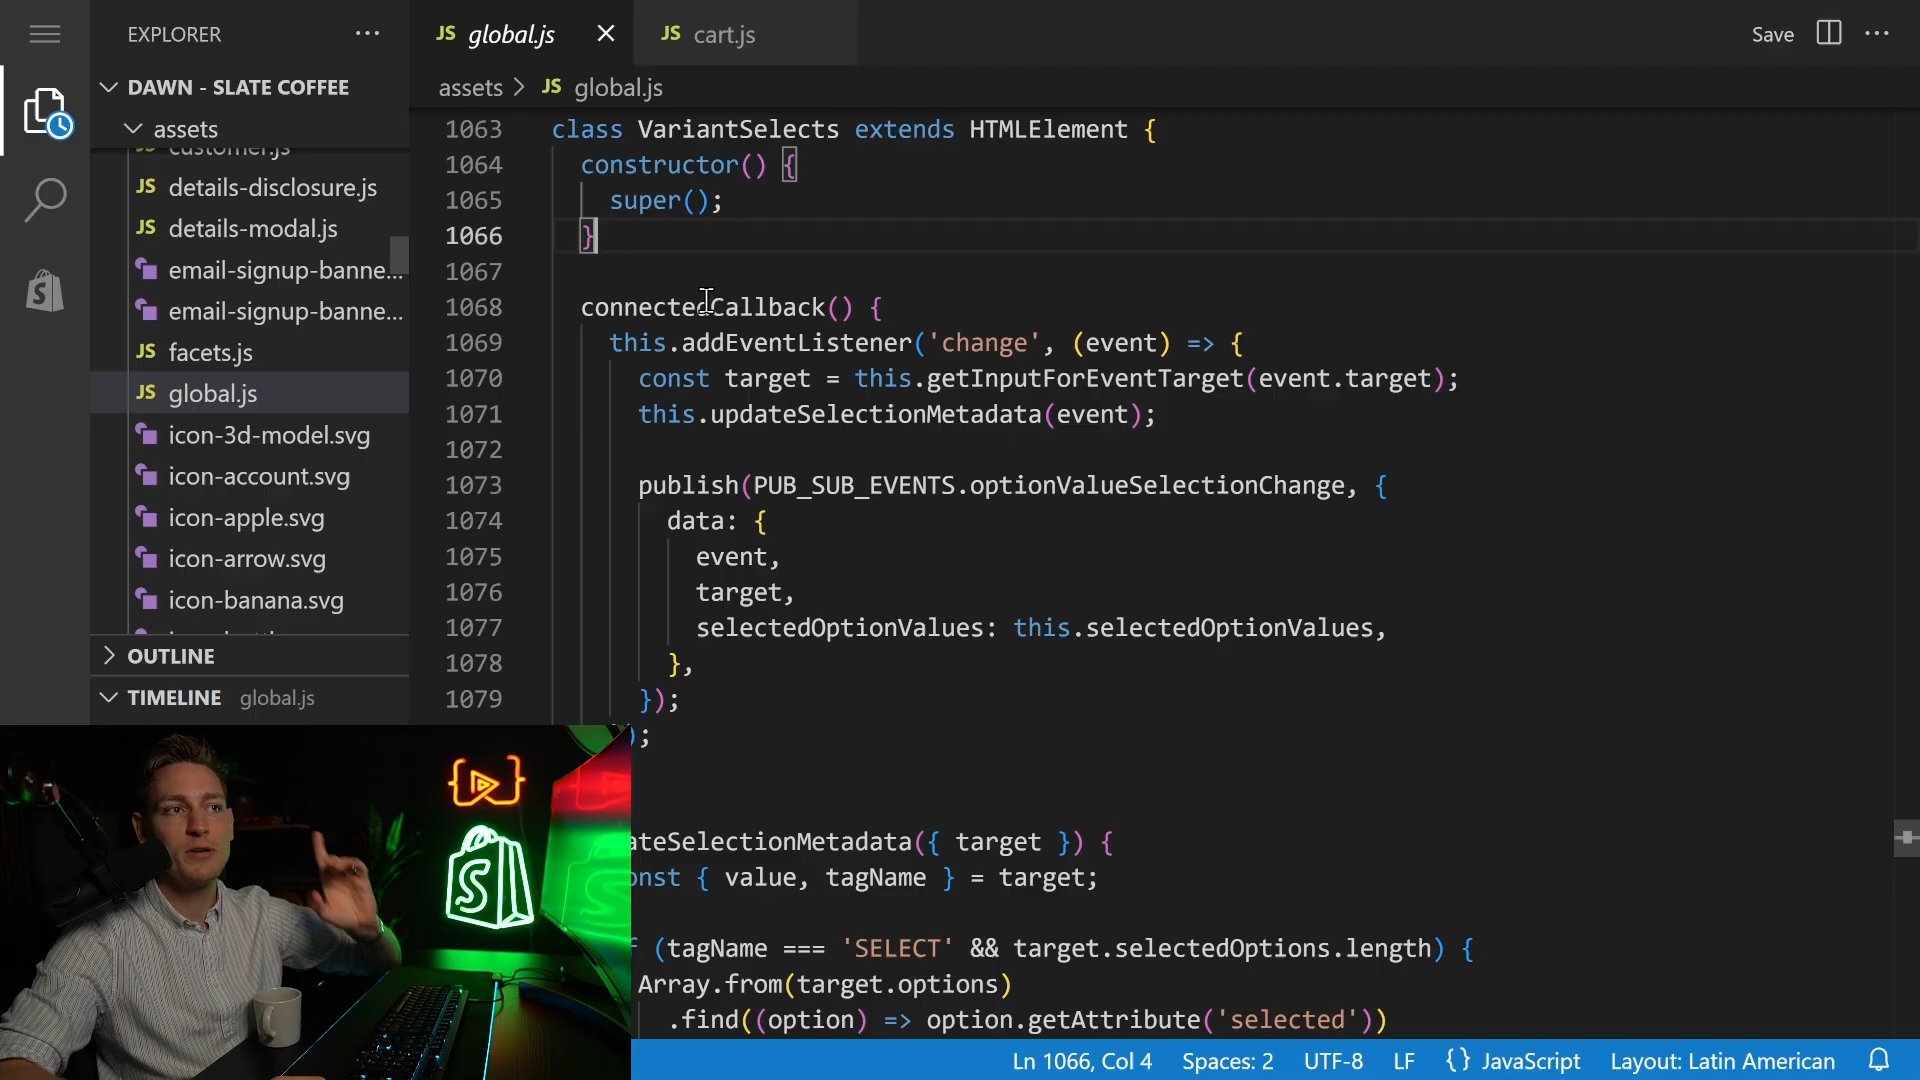 EXPLORER
DAWN - SLATE COFFEE
assets
customer.js
JS details-disclosure.js
JS details-modal.js
email-signup-banne...
email-signup-banne...
JS facets.js
JS global.js
icon-3d-model.svg
icon-account.svg
icon-apple.svg
icon-arrow.svg
icon-banana.svg
OUTLINE
TIMELINE global.js
JS global.js
JS cart.js
Save
assets > JS global.js
1063 class VariantSelects extends HTMLElement {
1064 constructor() {
1065 super();
1066 }
1067
1068 connectedCallback() {
1069 this.addEventListener('change', (event) => {
1070 const target = this.getInputForEventTarget(event.target);
1071 this.updateSelectionMetadata(event);
1072
1073 publish(PUB_SUB_EVENTS.optionValueSelectionChange, {
1074 data: {
1075 event,
1076 target,
1077 selectedOptionValues: this.selectedOptionValues,
1078 },
1079 });
);
ateSelectionMetadata({ target }) {
onst { value, tagName } = target;
f (tagName === 'SELECT' && target.selectedOptions.length) {
Array.from(target.options)
.find((option) => option.getAttribute('selected'))
S
Ln 1066, Col 4 Spaces: 2 UTF-8 LF {} JavaScript Layout: Latin American